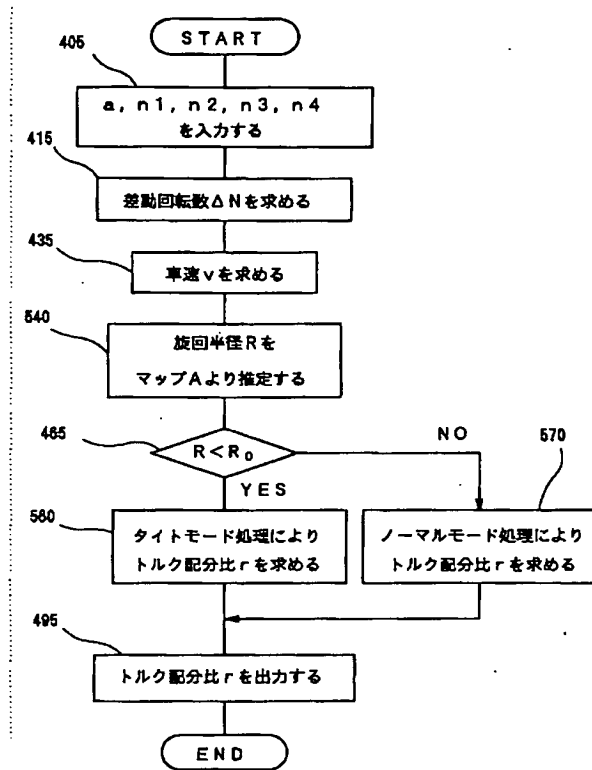 START
405
a, n1, n2, n3, n4
を入力する
415
差動回転数ΔNを求める
435
車速vを求める
540
旋回半径Rを
マップAより推定する
465
R<R₀
NO
YES
570
560
タイトモード処理により
トルク配分比rを求める
ノーマルモード処理により
トルク配分比rを求める
495
トルク配分比rを出力する
END